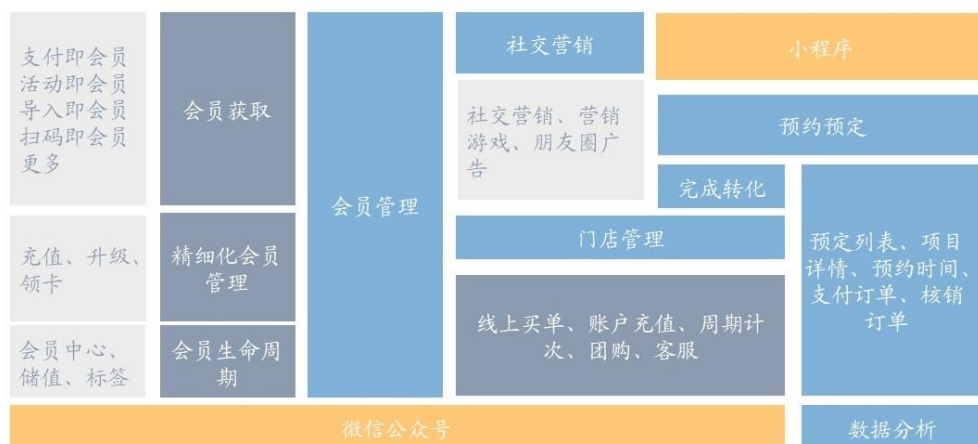 支付即会员
活动即会员
导入即会员
扫码即会员
更多
会员获取
充值、升级、
领卡
精细化会员
管理
会员中心、
储值、标签
会员生命周
期
会员管理
社交营销
社交营销、营销
游戏、朋友圈广
告
小程序
预约预定
完成转化
门店管理
线上买单、账户充值、周期计
次、团购、客服
预定列表、项目
详情、预约时间、
支付订单、核销
订单
微信公众号
数据分析